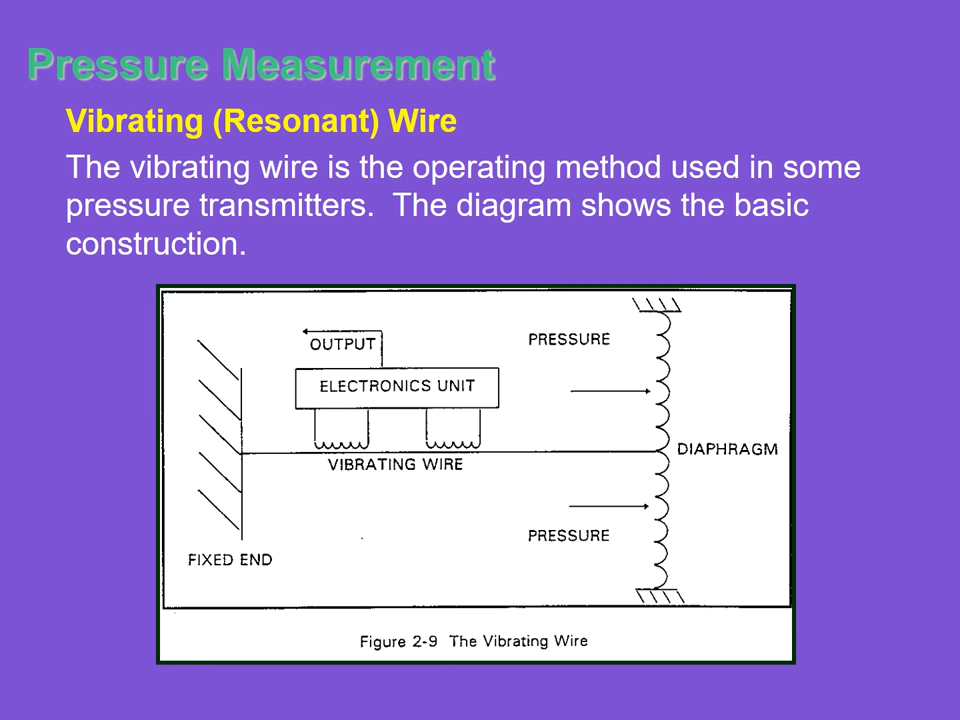 Pressure Measurement
Vibrating (Resonant) Wire
The vibrating wire is the operating method used in some
pressure transmitters.  The diagram shows the basic
construction.
OUTPUT
PRESSURE
ELECTRONICS UNIT
DIAPHRAGM
VIBRATING WIRE
PRESSURE
FIXED END
Figure 2-9 The Vibrating Wire